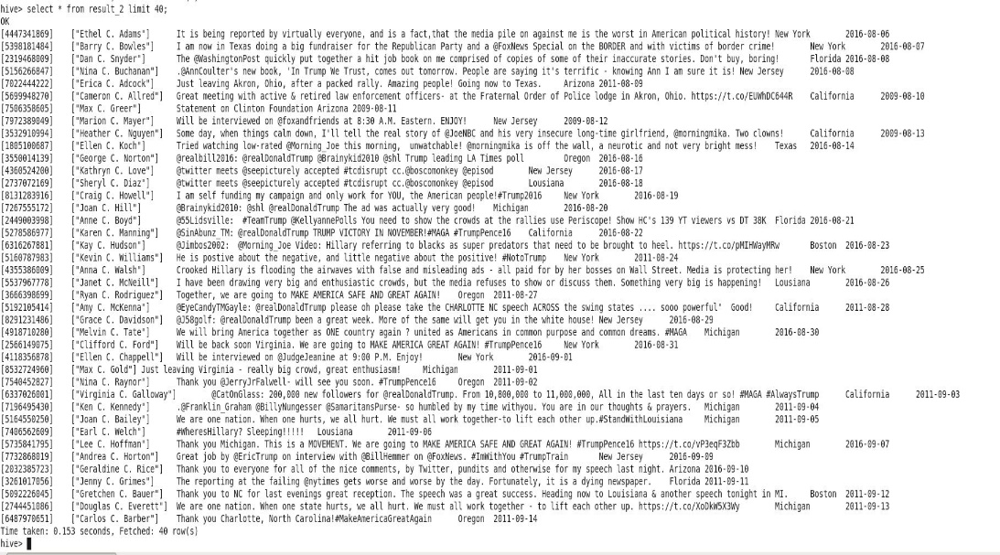 hive> select * from result_2 limit 40;
OK
[4447341869] ["Ethel C. Adams"] It is being reported by virtually everyone, and is a fact,that the media pile on against me is the worst in American political history! New York 2016-08-06
[5398181484] ["Barry C. Bowles"] I am now in Texas doing a big fundraiser for the Republican Party and a @FoxNews Special on the BORDER and with victims of border crime! New York 2016-08-07
[2319468009] ["Dan C. Snyder"] The @WashingtonPost quickly put together a hit job book on me comprised of copies of some of their inaccurate stories. Don't buy, boring! Florida 2016-08-08
[5156266847] ["Nina C. Buchanan"] .@AnnCoulter's new book, 'In Trump We Trust, comes out tomorrow. People are saying it's terrific - knowing Ann I am sure it is! New Jersey 2016-08-08
[7022444222] ["Erica C. Adcock"] Just leaving Akron, Ohio, after a packed rally. Amazing people! Going now to Texas. Arizona 2011-08-09
[5699948270] ["Cameron C. Allred"] Great meeting with active & retired law enforcement officers- at the Fraternal Order of Police lodge in Akron, Ohio. https://t.co/EUWhDC644R California 2009-08-10
[7506358605] ["Max C. Greer"] Statement on Clinton Foundation Arizona 2009-08-11
[7972389049] ["Marion C. Mayer"] Will be interviewed on @foxandfriends at 8:30 A.M. Eastern. ENJOY! New Jersey 2009-08-12
[3532910994] ["Heather C. Nguyen"] Some day, when things calm down, I'll tell the real story of @JoeNBC and his very insecure long-time girlfriend, @morningmika. Two clowns! California 2009-08-13
[1805100687] ["Ellen C. Koch"] Tried watching low-rated @Morning_Joe this morning, unwatchable! @morningmika is off the wall, a neurotic and not very bright mess! Texas 2016-08-14
[3550014139] ["George C. Norton"] @realbill2016: @realDonaldTrump @Brainykid2010 @shl Trump leading LA Times poll Oregon 2016-08-16
[4360524200] ["Kathryn C. Love"] @twitter meets @seepicturely accepted #tcdisrupt cc.@boscomonkey @episod New Jersey 2016-08-17
[2737072169] ["Sheryl C. Diaz"] @twitter meets @seepicturely accepted #tcdisrupt cc.@boscomonkey @episod Lousiana 2016-08-18
[8131283916] ["Craig C. Howell"] I am self funding my campaign and only work for YOU, the American people!#Trump2016 New York 2016-08-19
[7267555172] ["Joan C. Hill"] @Brainykid2010: @shl @realDonaldTrump The ad was actually very good! Michigan 2016-08-20
[2449003998] ["Anne C. Boyd"] @55Lidsville: #TeamTrump @KellyannePolls You need to show the crowds at the rallies use Periscope! Show HC's 139 YT viewers vs DT 38K Florida 2016-08-21
[5278586977] ["Karen C. Manning"] @SinAbunz_TM: @realDonaldTrump TRUMP VICTORY IN NOVEMBER!#MAGA #TrumpPence16 California 2016-08-22
[6316267881] ["Kay C. Hudson"] @Jimbos2002: @Morning_Joe Video: Hillary referring to blacks as super predators that need to be brought to heel. https://t.co/pMIHWayMRw Boston 2016-08-23
[5160787983] ["Kevin C. Williams"] He is postive about the negative, and little negative about the positive! #NotoTrump New York 2011-08-24
[4355386009] ["Anna C. Walsh"] Crooked Hillary is flooding the airwaves with false and misleading ads - all paid for by her bosses on Wall Street. Media is protecting her! New York 2016-08-25
[5537967778] ["Janet C. McNeill"] I have been drawing very big and enthusiastic crowds, but the media refuses to show or discuss them. Something very big is happening! Lousiana 2016-08-26
[3666398699] ["Ryan C. Rodriguez"] Together, we are going to MAKE AMERICA SAFE AND GREAT AGAIN! Oregon 2011-08-27
[5192105414] ["Amy C. McKenna"] @EyeCandyTMGayle: @realDonaldTrump please oh please take the CHARLOTTE NC speech ACROSS the swing states .... sooo powerful" Good! California 2011-08-28
[8291231486] ["Grace C. Davidson"] @J58golf: @realDonaldTrump been a great week. More of the same will get you in the white house! New Jersey 2016-08-29
[4918710280] ["Melvin C. Tate"] We will bring America together as ONE country again ? united as Americans in common purpose and common dreams. #MAGA Michigan 2016-08-30
[2566149075] ["Clifford C. Ford"] Will be back soon Virginia. We are going to MAKE AMERICA GREAT AGAIN! #TrumpPence16 New York 2016-08-31
[4118356878] ["Ellen C. Chappell"] Will be interviewed on @JudgeJeanine at 9:00 P.M. Enjoy! New York 2016-09-01
[8532724960] ["Max C. Gold"] Just leaving Virginia - really big crowd, great enthusiasm! Michigan 2011-09-01
[7540452827] ["Nina C. Raynor"] Thank you @JerryJrFalwell- will see you soon. #TrumpPence16 Oregon 2011-09-02
[6337026001] ["Virginia C. Galloway"] @CatOnGlass: 200,000 new followers for @realDonaldTrump. From 10,800,000 to 11,000,000, All in the last ten days or so! #MAGA #AlwaysTrump California 2011-09-03
[7196495430] ["Ken C. Kennedy"] .@Franklin_Graham @BillyNungesser @SamaritansPurse- so humbled by my time withyou. You are in our thoughts & prayers. Michigan 2011-09-04
[5164550250] ["Joan C. Bailey"] We are one nation. When one hurts, we all hurt. We must all work together-to lift each other up.#StandWithLouisiana Michigan 2011-09-05
[7406562609] ["Earl C. Welch"] #WheresHillary? Sleeping!!!!! Lousiana 2011-09-06
[5735841795] ["Lee C. Hoffman"] Thank you Michigan. This is a MOVEMENT. We are going to MAKE AMERICA SAFE AND GREAT AGAIN! #TrumpPence16 https://t.co/vP3eqF3Zbb Michigan 2016-09-07
[7732868019] ["Andrea C. Horton"] Great job by @EricTrump on interview with @BillHemmer on @FoxNews. #ImWithYou #TrumpTrain New Jersey 2016-09-09
[2032385723] ["Geraldine C. Rice"] Thank you to everyone for all of the nice comments, by Twitter, pundits and otherwise for my speech last night. Arizona 2016-09-10
[3261017056] ["Jenny C. Grimes"] The reporting at the failing @nytimes gets worse and worse by the day. Fortunately, it is a dying newspaper. Florida 2011-09-11
[5092226045] ["Gretchen C. Bauer"] Thank you to NC for last evenings great reception. The speech was a great success. Heading now to Louisiana & another speech tonight in MI. Boston 2011-09-12
[2744451086] ["Douglas C. Everett"] We are one nation. When one state hurts, we all hurt. We must all work together - to lift each other up. https://t.co/XoDkW5X3Wy Michigan 2011-09-13
[6487970651] ["Carlos C. Barber"] Thank you Charlotte, North Carolina!#MakeAmericaGreatAgain Oregon 2011-09-14
Time taken: 0.153 seconds, Fetched: 40 row(s)
hive>